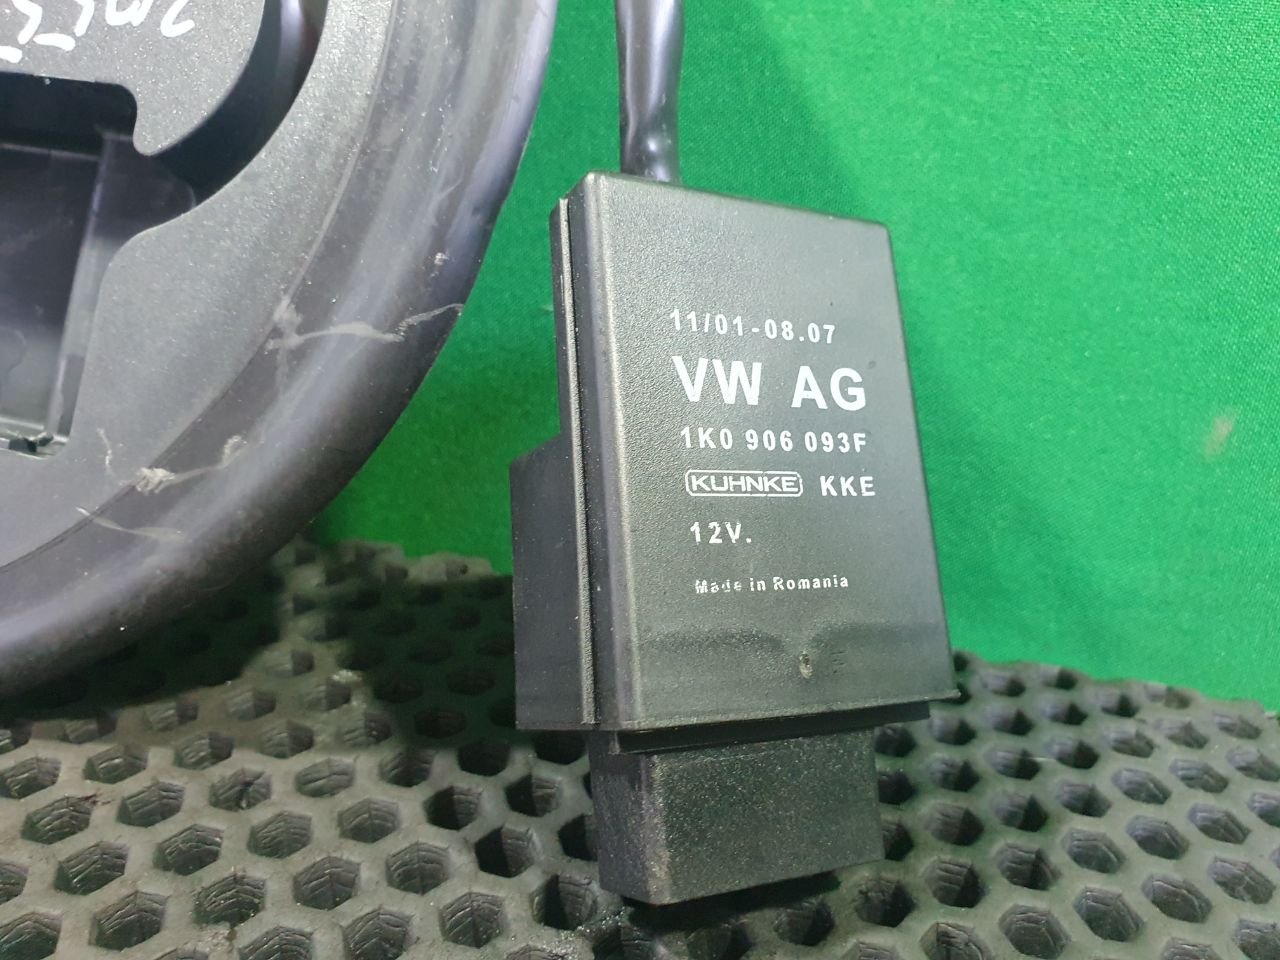 11/01-08.07
VW AG
1K0 906 093F
KUHNKE KKE
12V.
Made in Romania